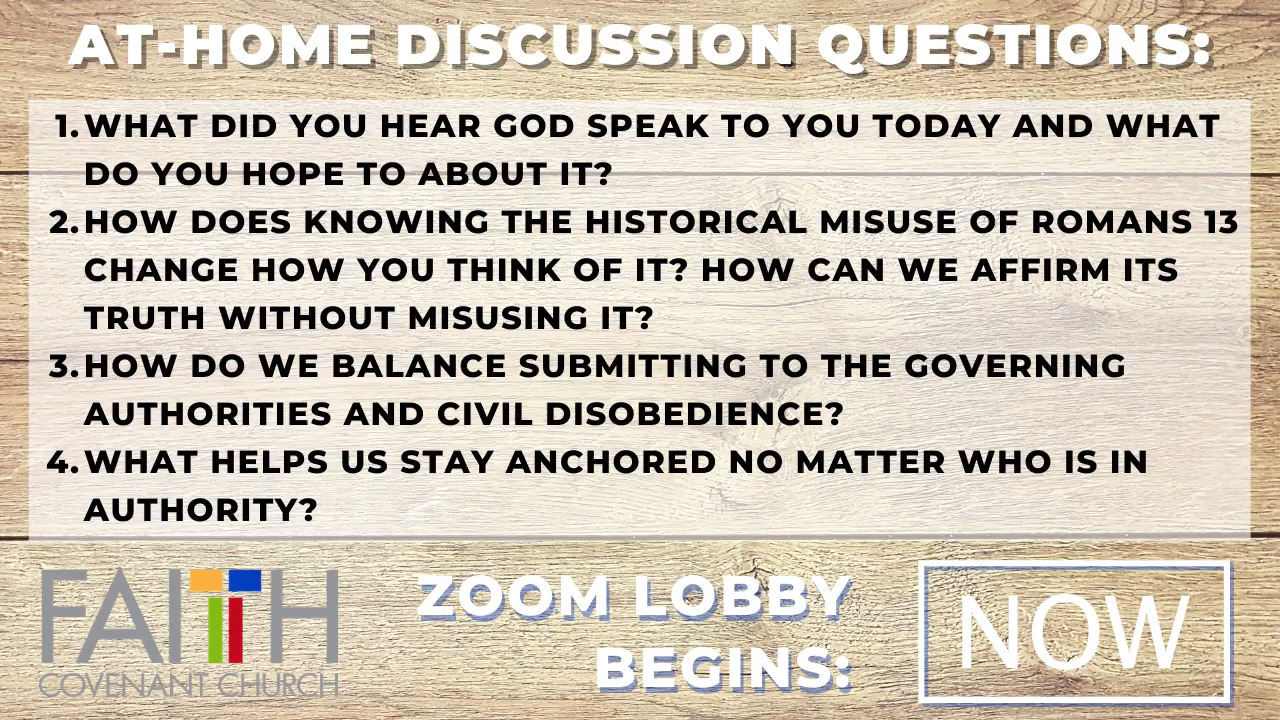 AT-HOME DISCUSSION QUESTIONS:
1. WHAT DID YOU HEAR GOD SPEAK TO YOU TODAY AND WHAT
DO YOU HOPE TO ABOUT IT?
2. HOW DOES KNOWING THE HISTORICAL MISUSE OF ROMANS 13
CHANGE HOW YOU THINK OF IT? HOW CAN WE AFFIRM ITS
TRUTH WITHOUT MISUSING IT?
3. HOW DO WE BALANCE SUBMITTING TO THE GOVERNING
AUTHORITIES AND CIVIL DISOBEDIENCE?
4. WHAT HELPS US STAY ANCHORED NO MATTER WHO IS IN
AUTHORITY?
FAITH
COVENANT CHURCH
ZOOM LOBBY
BEGINS:
NOW